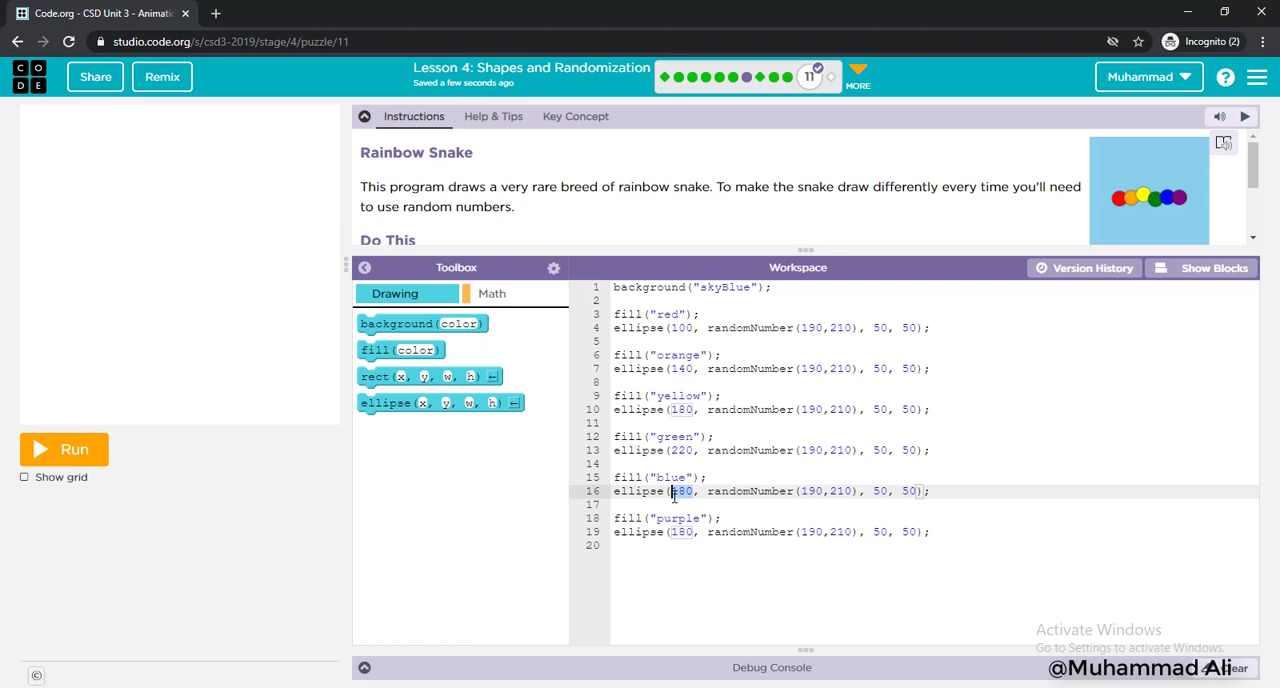 Code.org - CSD Unit 3 - Animatic
studio.code.org/s/csd3-2019/stage/4/puzzle/11
Incognito (2)
C O
D E
Share
Remix
Lesson 4: Shapes and Randomization
Saved a few seconds ago
11
MORE
Muhammad
?
Instructions
Help & Tips
Key Concept
Rainbow Snake
This program draws a very rare breed of rainbow snake. To make the snake draw differently every time you'll need
to use random numbers.
Do This
Toolbox
Workspace
Version History
Show Blocks
Drawing
Math
background(color)
fill(color)
rect(x, y, w, h)
ellipse(x, y, w, h)
1 background("skyBlue");
2
3 fill("red");
4 ellipse(100, randomNumber(190,210), 50, 50);
5
6 fill("orange");
7 ellipse(140, randomNumber(190,210), 50, 50);
8
9 fill("yellow");
10 ellipse(180, randomNumber(190,210), 50, 50);
11
12 fill("green");
13 ellipse(220, randomNumber(190,210), 50, 50);
14
15 fill("blue");
16 ellipse(180, randomNumber(190,210), 50, 50);
17
18 fill("purple");
19 ellipse(180, randomNumber(190,210), 50, 50);
20
Run
Show grid
Activate Windows
Go to Settings to activate Windows.
©
Debug Console
@Muhammad Ali